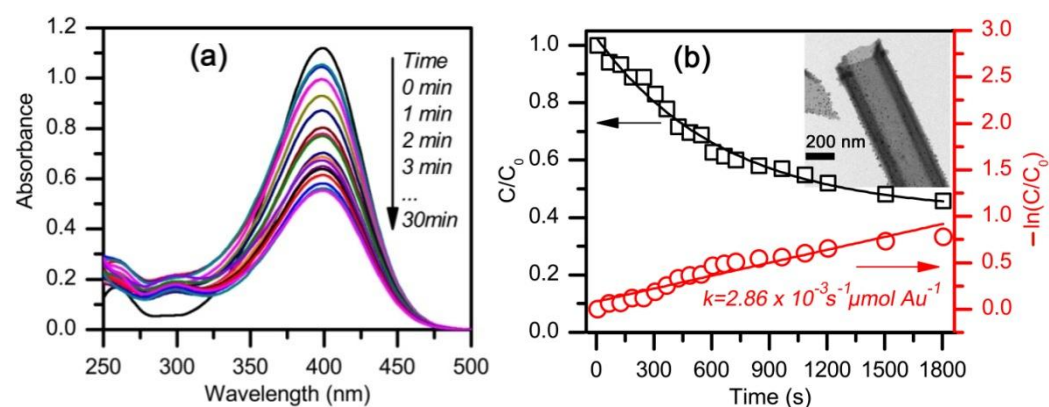 (a)
Time
0 min
1 min
2 min
3 min
...
30min
Absorbance
1.2
1.0
0.8
0.6
0.4
0.2
0.0
250 300 350 400 450 500
Wavelength (nm)
(b)
200 nm
C/C₀
1.0
0.8
0.6
0.4
0.2
0.0
3.0
2.5
2.0
1.5
1.0
0.5
0.0
−ln(C/C₀)
k=2.86 x 10⁻³s⁻¹μmol Au⁻¹
0 300 600 900 1200 1500 1800
Time (s)